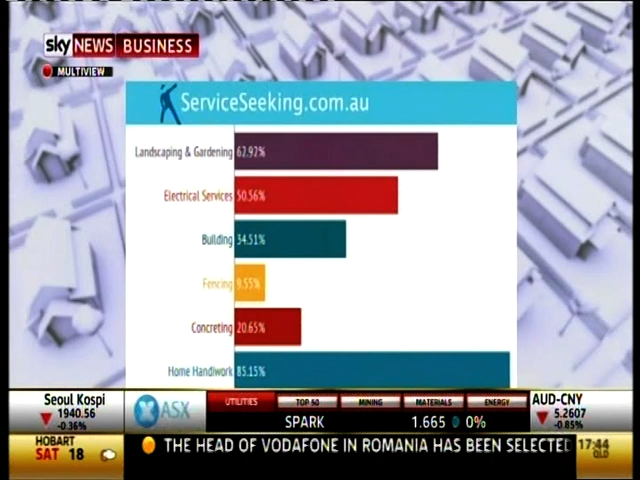 sky NEWS BUSINESS
MULTIVIEW
ServiceSeeking.com.au
Landscaping & Gardening 62.92%
Electrical Services 50.56%
Building 34.51%
Fencing 9.55%
Concreting 20.65%
Home Handiwork 85.15%
Seoul Kospi
1940.56
-0.36%
ASX
UTILITIES TOP 50 MINING MATERIALS ENERGY
SPARK 1.665 0%
AUD-CNY
5.2607
-0.85%
HOBART
SAT 18
THE HEAD OF VODAFONE IN ROMANIA HAS BEEN SELECTED
17:44
QLD